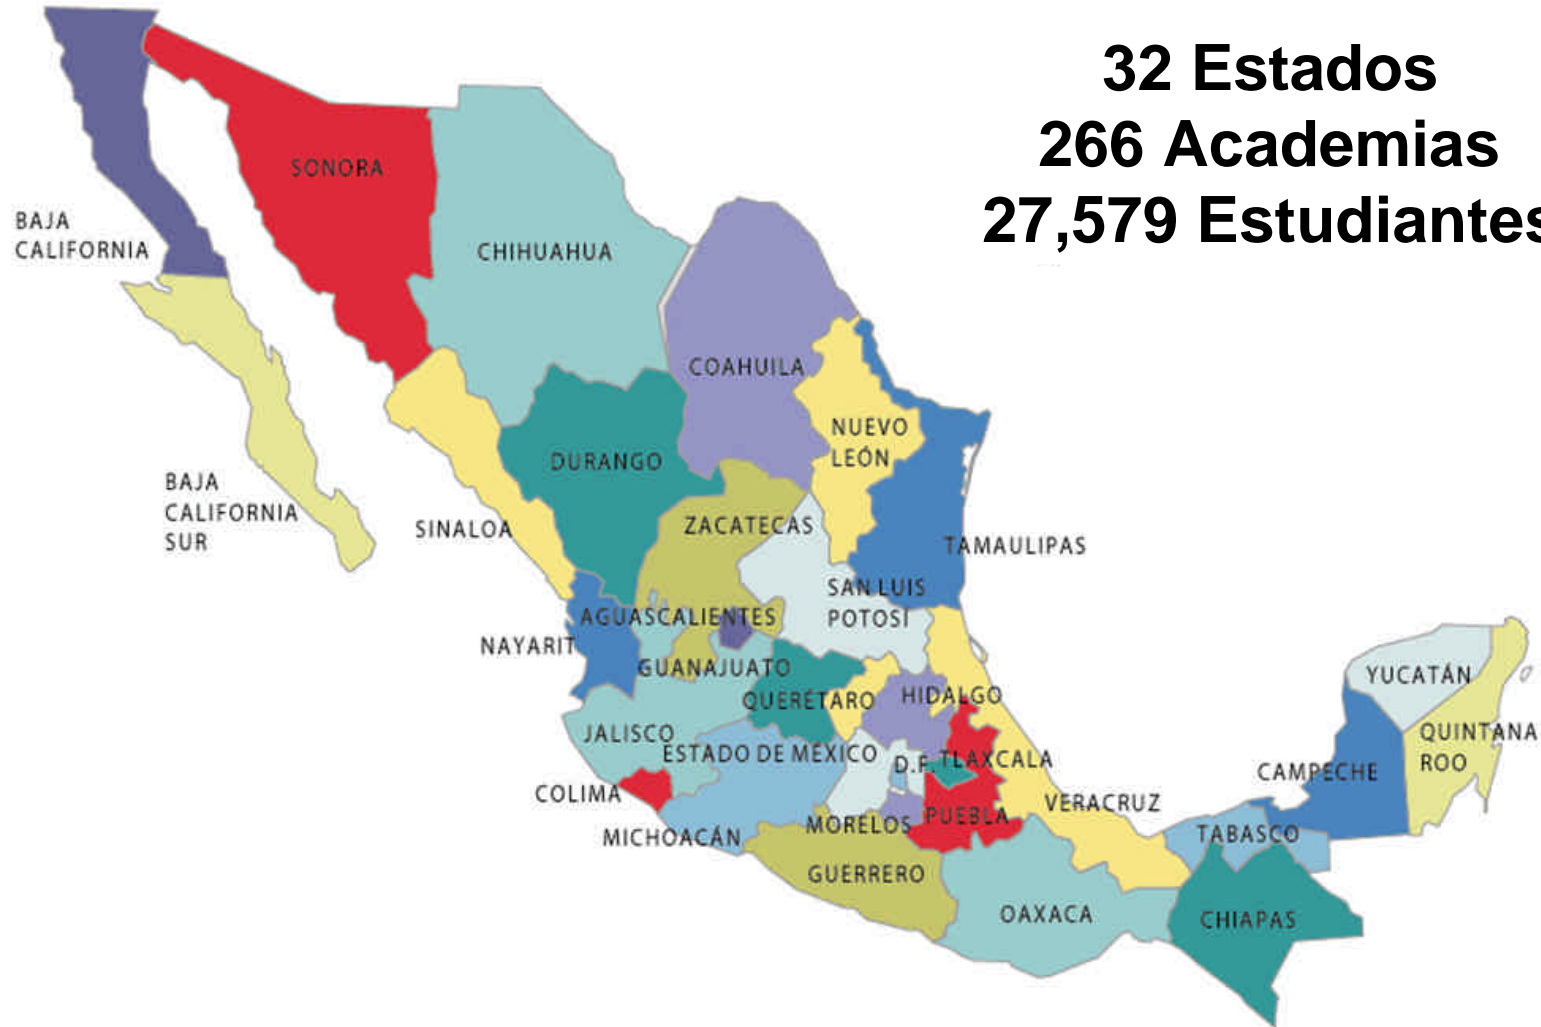 32 Estados
266 Academias
27,579 Estudiantes
SONORA
BAJA
CALIFORNIA
CHIHUAHUA
COAHUILA
NUEVO
LEÓN
DURANGO
BAJA
CALIFORNIA
SUR
SINALOA
ZACATECAS
TAMAULIPAS
SAN LUIS
POTOSÍ
AGUASCALIENTES
NAYARIT
GUANAJUATO
YUCATÁN
QUERÉTARO
HIDALGO
JALISCO
QUINTANA
ROO
ESTADO DE MÉXICO
D.F.
TLAXCALA
CAMPECHE
COLIMA
VERACRUZ
MORELOS
PUEBLA
MICHOACÁN
TABASCO
GUERRERO
OAXACA
CHIAPAS